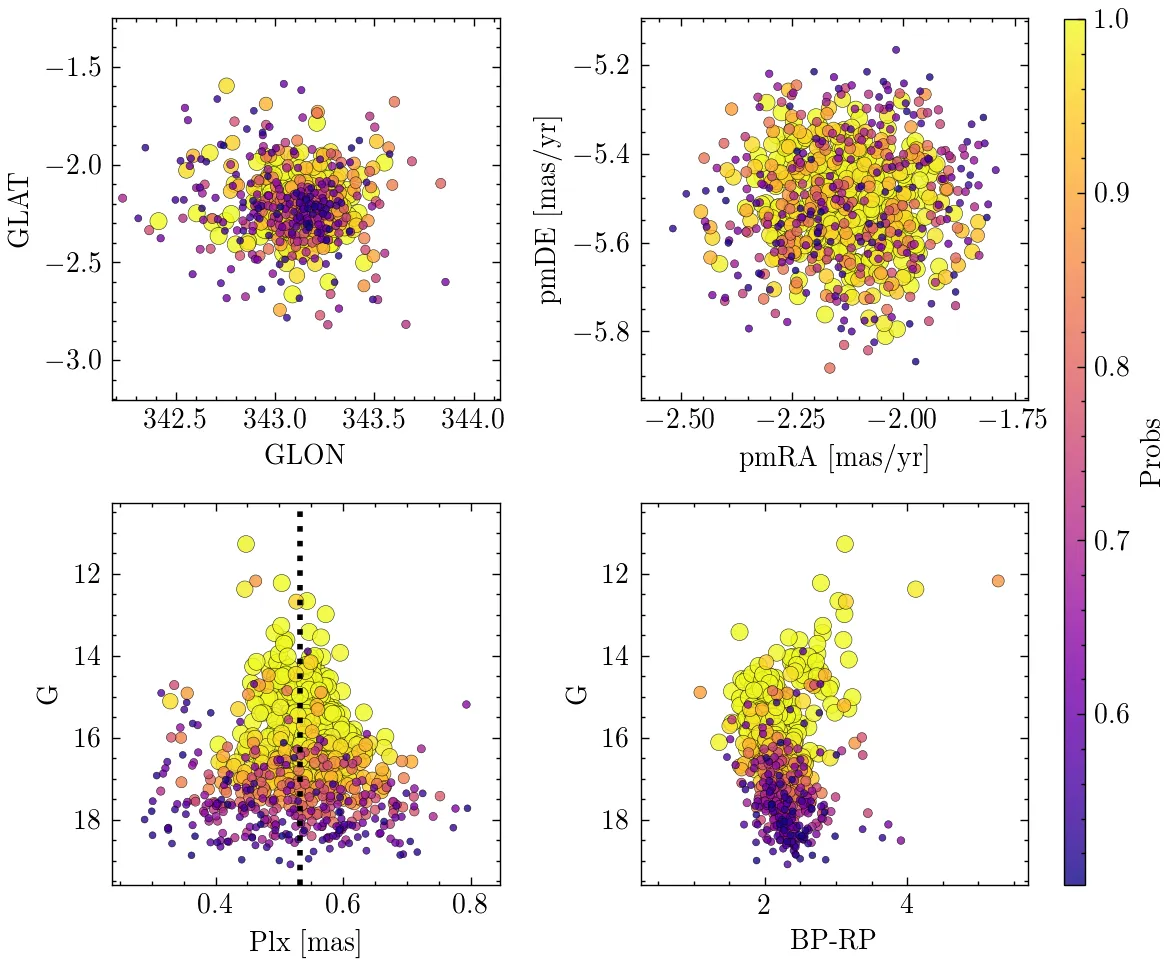 −1.5
−2.0
−2.5
−3.0
GLAT
342.5 343.0 343.5 344.0
GLON
−5.2
−5.4
−5.6
−5.8
pmDE [mas/yr]
−2.50 −2.25 −2.00 −1.75
pmRA [mas/yr]
12
14
16
18
G
0.4 0.6 0.8
Plx [mas]
12
14
16
18
G
2 4
BP-RP
1.0
0.9
0.8
0.7
0.6
Probs